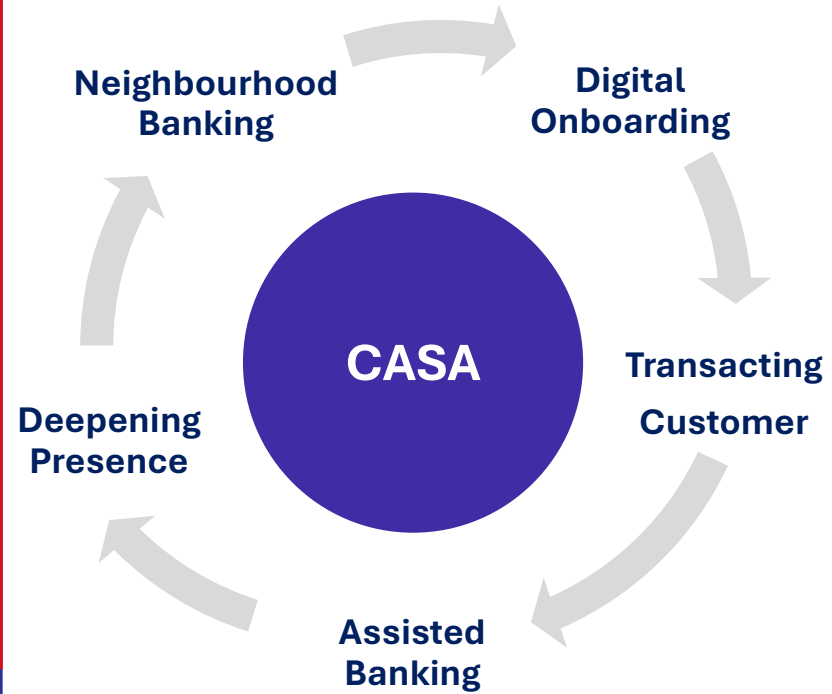 Neighbourhood
Banking
Digital
Onboarding
CASA
Transacting
Customer
Deepening
Presence
Assisted
Banking